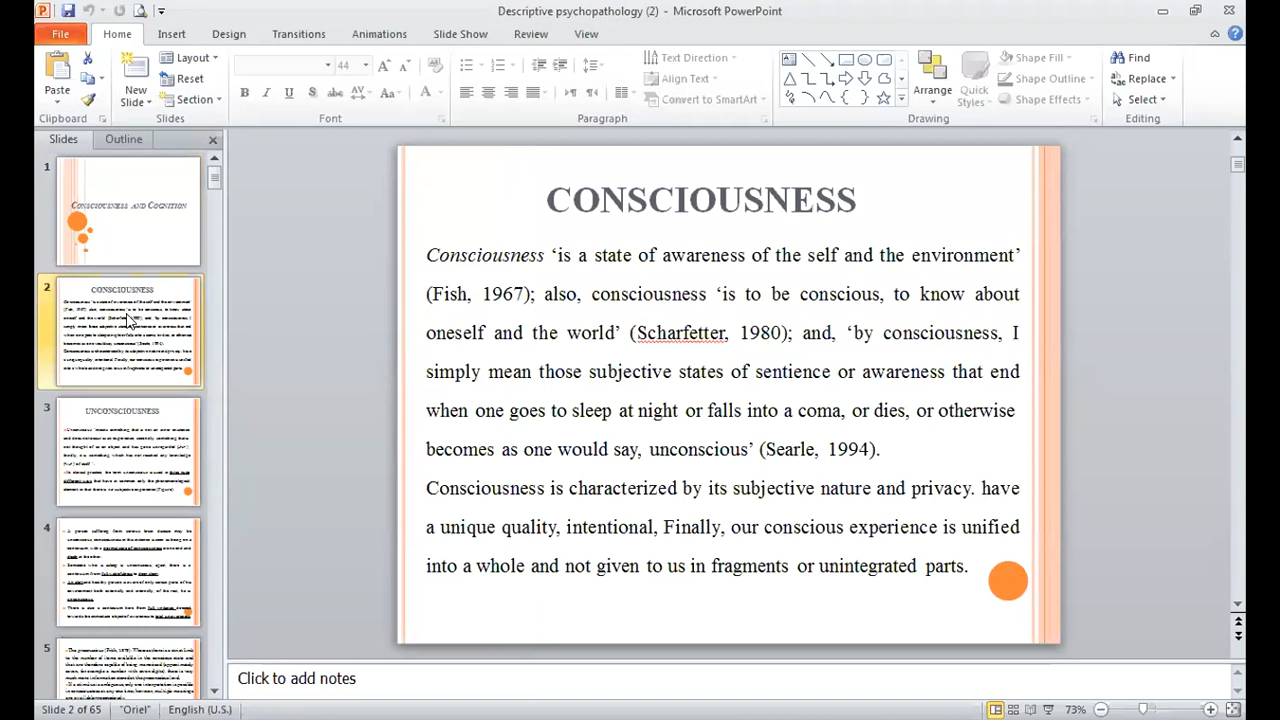 Descriptive psychopathology (2) - Microsoft PowerPoint
File Home Insert Design Transitions Animations Slide Show Review View
Paste
Clipboard
New Slide
Layout
Reset
Section
Slides
44
Font
Text Direction
Align Text
Convert to SmartArt
Paragraph
Arrange
Quick Styles
Shape Fill
Shape Outline
Shape Effects
Drawing
Find
Replace
Select
Editing
Slides Outline
1
CONSCIOUSNESS AND COGNITION
2
CONSCIOUSNESS
3
UNCONSCIOUSNESS
4
5
CONSCIOUSNESS
Consciousness ‘is a state of awareness of the self and the environment’
(Fish, 1967); also, consciousness ‘is to be conscious, to know about
oneself and the world’ (Scharfetter, 1980); and, ‘by consciousness, I
simply mean those subjective states of sentience or awareness that end
when one goes to sleep at night or falls into a coma, or dies, or otherwise
becomes as one would say, unconscious’ (Searle, 1994).
Consciousness is characterized by its subjective nature and privacy. have
a unique quality, intentional, Finally, our conscious experience is unified
into a whole and not given to us in fragments or unintegrated parts.
Click to add notes
Slide 2 of 65 "Oriel" English (U.S.) 73%